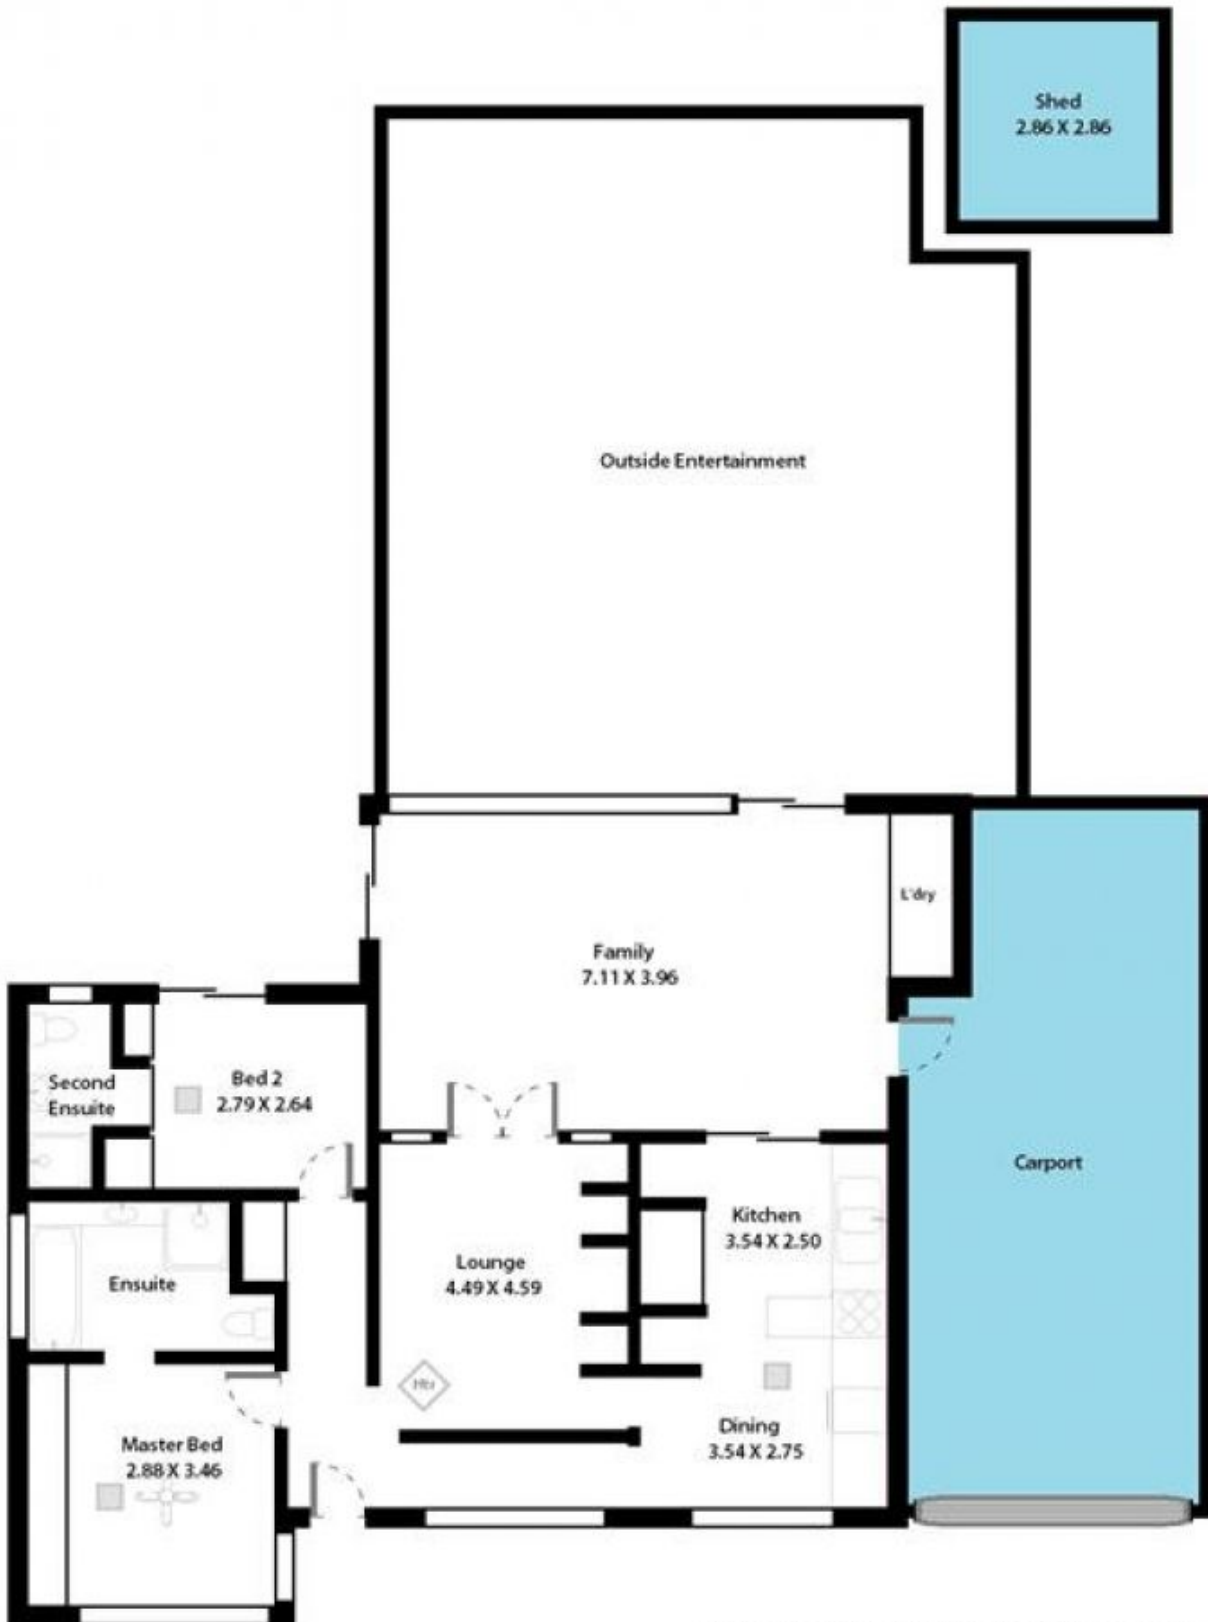 Shed
2.86 X 2.86
Outside Entertainment
L'dry
Family
7.11 X 3.96
Second
Ensuite
Bed 2
2.79 X 2.64
Carport
Kitchen
3.54 X 2.50
Lounge
4.49 X 4.59
Ensuite
Htr
Dining
3.54 X 2.75
Master Bed
2.88 X 3.46